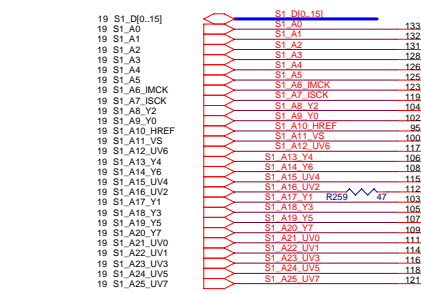 19 S1_D[0..15] S1_D[0..15]
19 S1_A0 S1_A0 133
19 S1_A1 S1_A1 132
19 S1_A2 S1_A2 131
19 S1_A3 S1_A3 128
19 S1_A4 S1_A4 126
19 S1_A5 S1_A5 125
19 S1_A6_IMCK S1_A6_IMCK 123
19 S1_A7_ISCK S1_A7_ISCK 119
19 S1_A8_Y2 S1_A8_Y2 104
19 S1_A9_Y0 S1_A9_Y0 102
19 S1_A10_HREF S1_A10_HREF 95
19 S1_A11_VS S1_A11_VS 100
19 S1_A12_UV6 S1_A12_UV6 117
19 S1_A13_Y4 S1_A13_Y4 106
19 S1_A14_Y6 S1_A14_Y6 108
19 S1_A15_UV4 S1_A15_UV4 115
19 S1_A16_UV2 S1_A16_UV2 112
19 S1_A17_Y1 S1_A17_Y1 R259 47 103
19 S1_A18_Y3 S1_A18_Y3 105
19 S1_A19_Y5 S1_A19_Y5 107
19 S1_A20_Y7 S1_A20_Y7 109
19 S1_A21_UV0 S1_A21_UV0 111
19 S1_A22_UV1 S1_A22_UV1 114
19 S1_A23_UV3 S1_A23_UV3 116
19 S1_A24_UV5 S1_A24_UV5 118
19 S1_A25_UV7 S1_A25_UV7 121